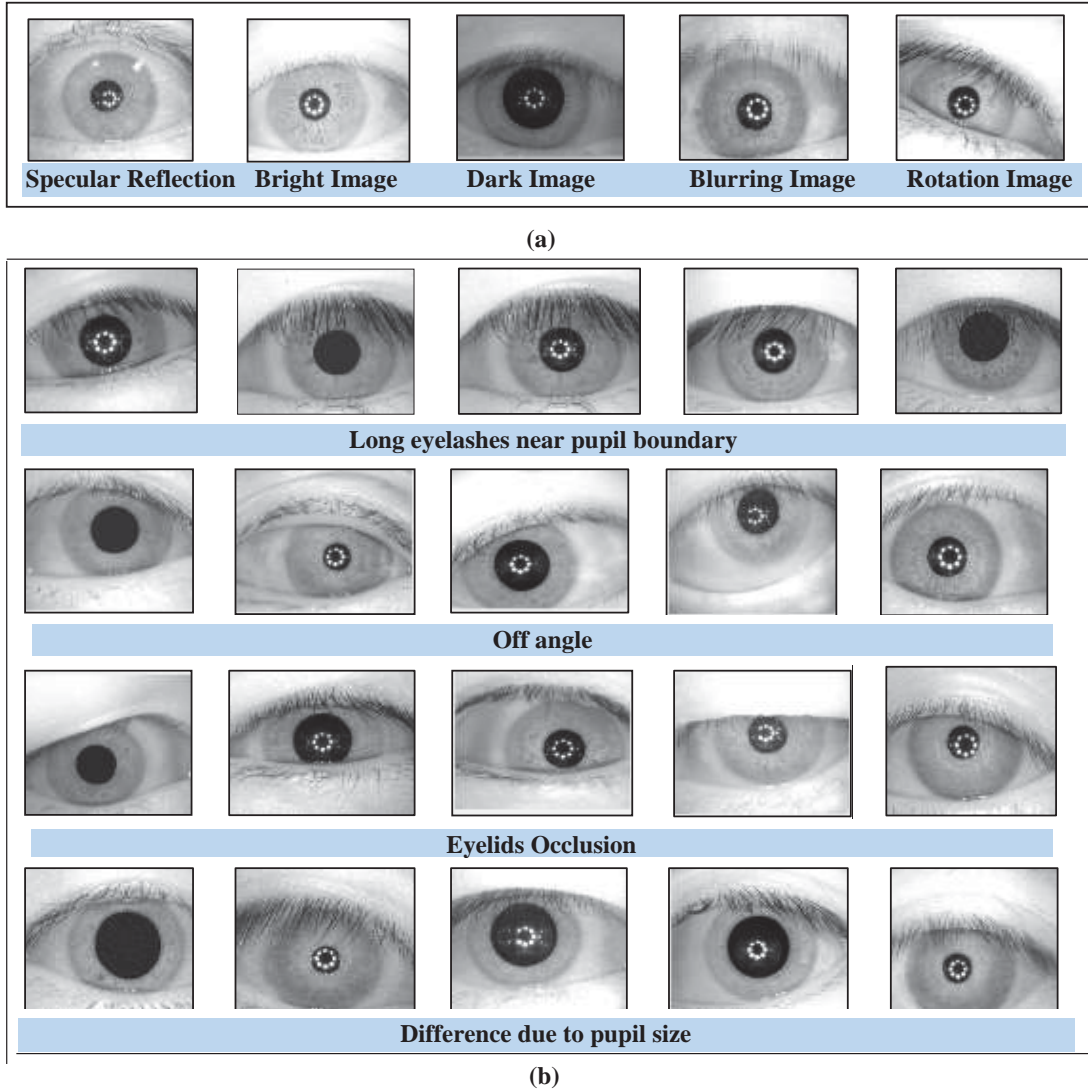 Specular Reflection Bright Image Dark Image Blurring Image Rotation Image
(a)
Long eyelashes near pupil boundary
Off angle
Eyelids Occlusion
Difference due to pupil size
(b)